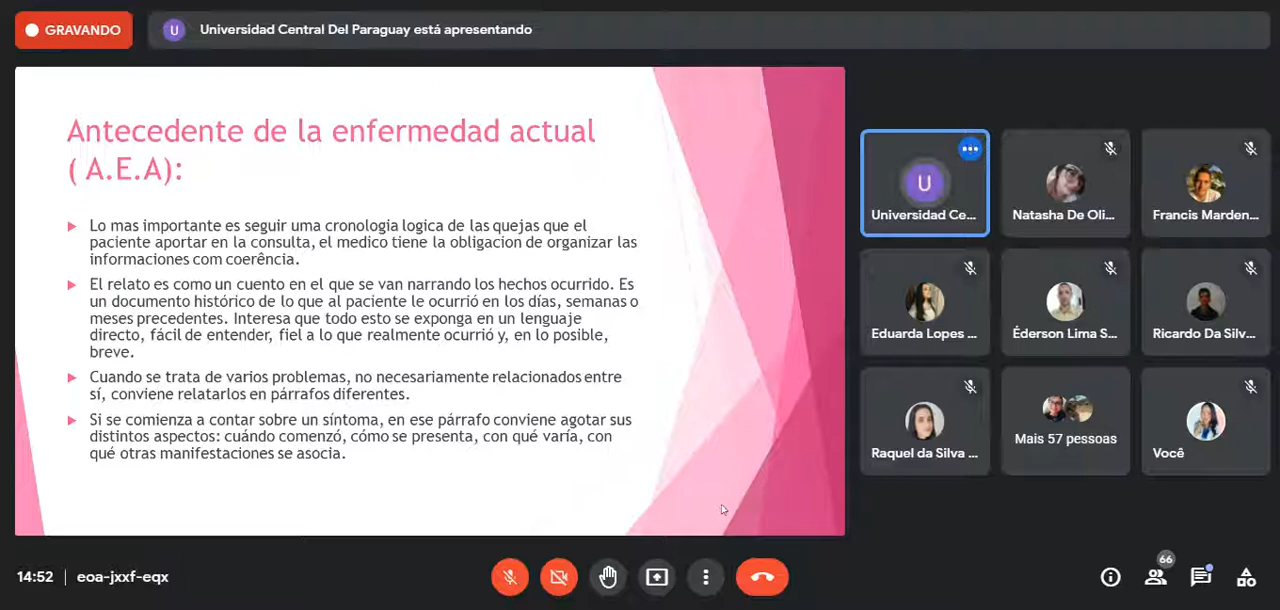 GRAVANDO
U
Universidad Central Del Paraguay está apresentando
Antecedente de la enfermedad actual
( A.E.A):
Lo mas importante es seguir uma cronologia logica de las quejas que el
paciente aportar en la consulta, el medico tiene la obligacion de organizar las
informaciones com coerência.
El relato es como un cuento en el que se van narrando los hechos ocurrido. Es
un documento histórico de lo que al paciente le ocurrió en los días, semanas o
meses precedentes. Interesa que todo esto se exponga en un lenguaje
directo, fácil de entender, fiel a lo que realmente ocurrió y, en lo posible,
breve.
Cuando se trata de varios problemas, no necesariamente relacionados entre
sí, conviene relatarlos en párrafos diferentes.
Si se comienza a contar sobre un síntoma, en ese párrafo conviene agotar sus
distintos aspectos: cuándo comenzó, cómo se presenta, con qué varía, con
qué otras manifestaciones se asocia.
U
Universidad Ce...
Natasha De Oli...
Francis Marden...
Eduarda Lopes ...
Éderson Lima S...
Ricardo Da Silv...
Raquel da Silva ...
Mais 57 pessoas
Você
14:52
eoa-jxxf-eqx
66